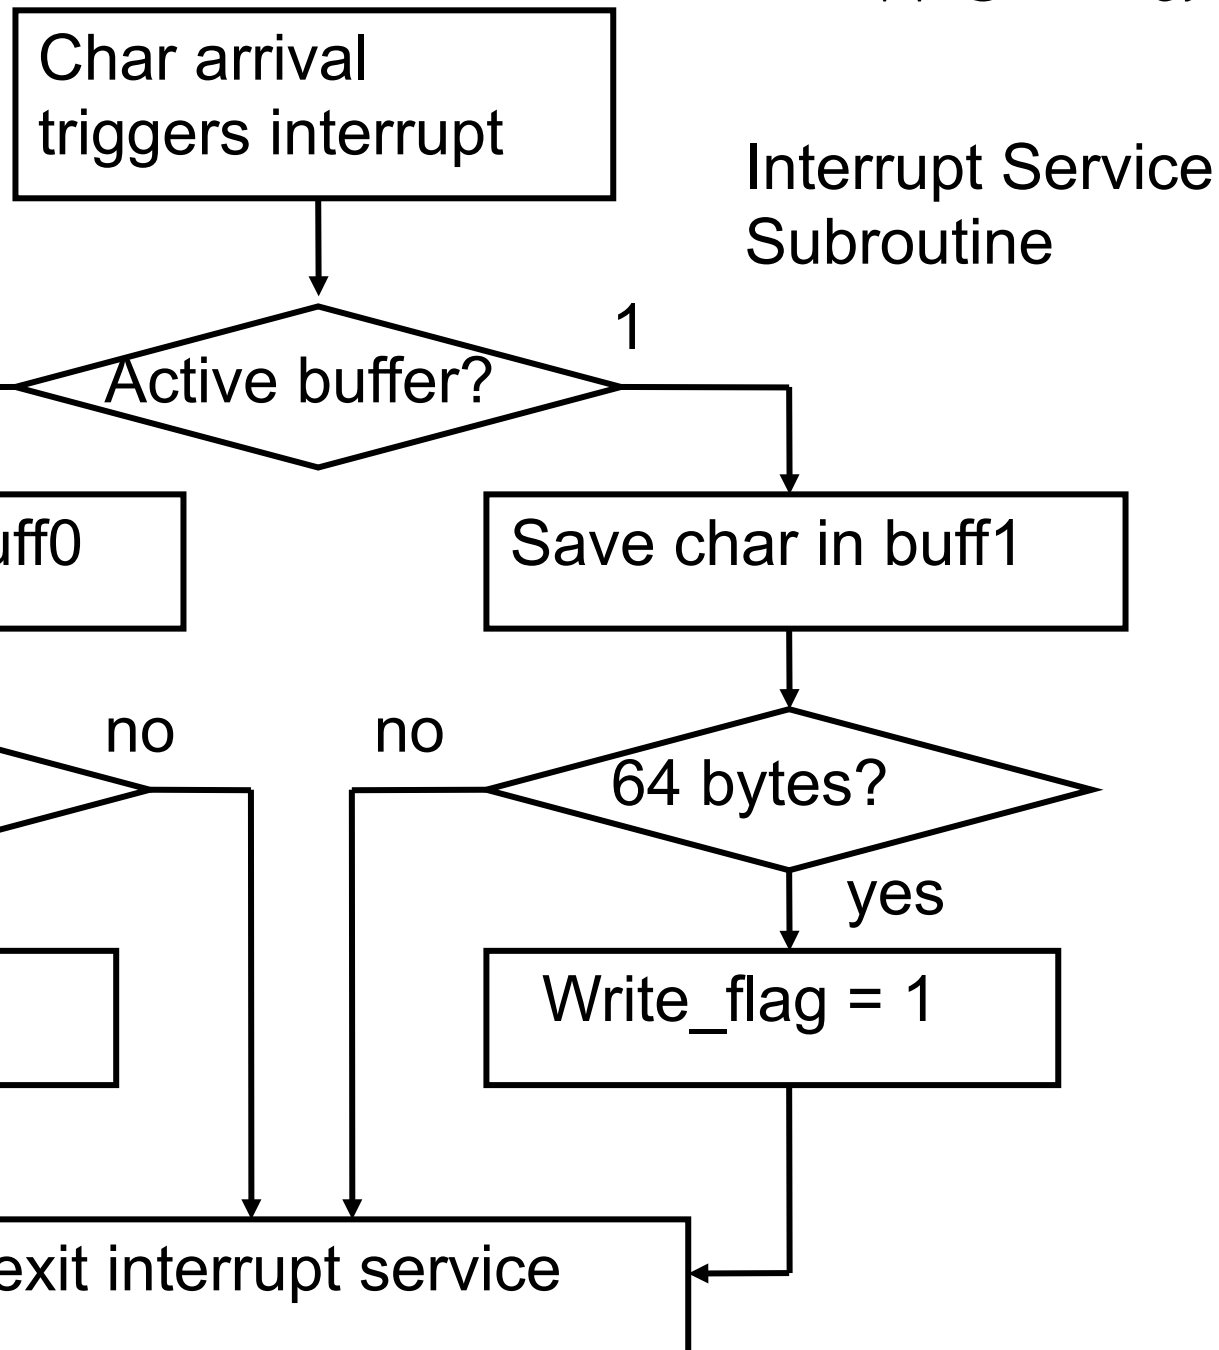 Char arrival
triggers interrupt
Interrupt Service
Subroutine
1
Active buffer?
uff0
Save char in buff1
no
no
64 bytes?
yes
Write_flag = 1
exit interrupt service